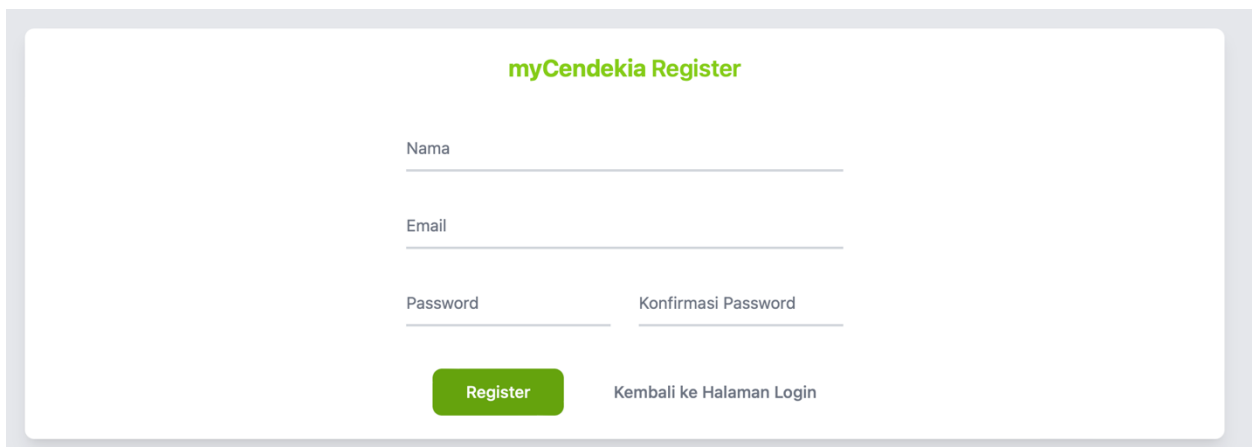 myCendekia Register
Nama
Email
Password Konfirmasi Password
Register Kembali ke Halaman Login